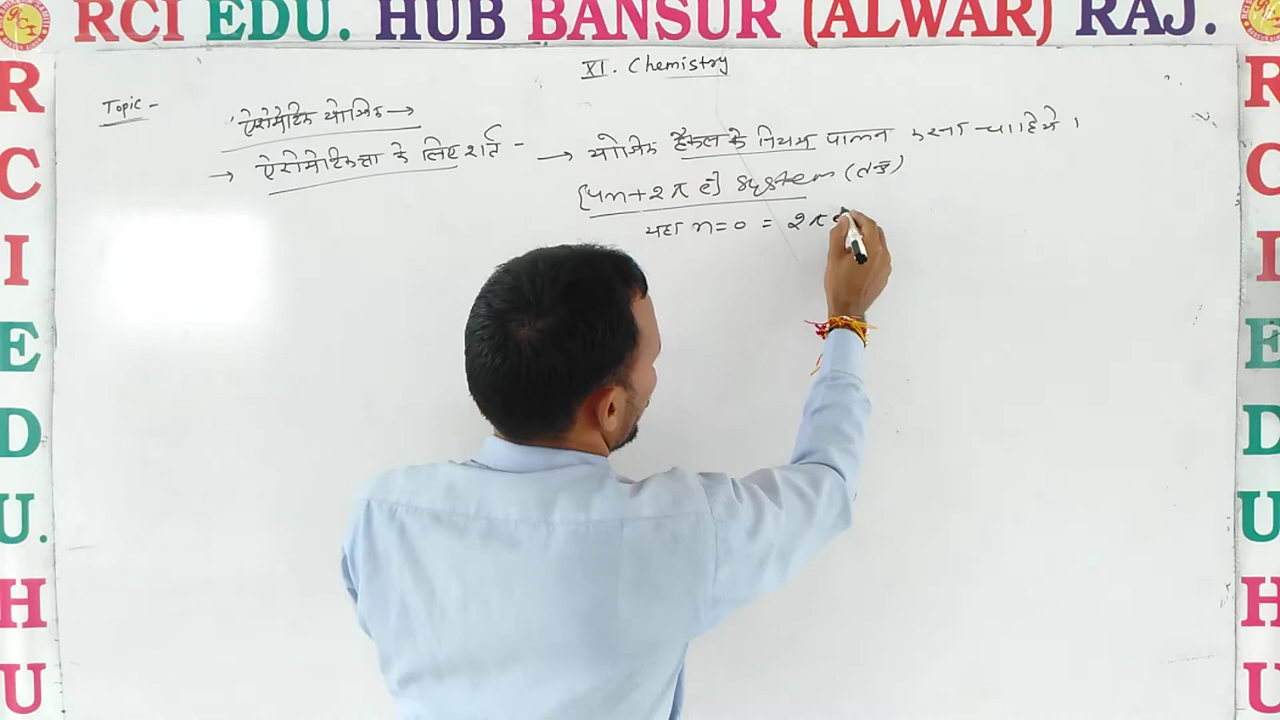 RCI EDU. HUB BANSUR (ALWAR) RAJ.
XI. Chemistry
Topic -
ऐरोमैटिक यौगिक →
→ ऐरोमेटिकता के लिए शर्त - → यौगिक हैकल के नियम पालन करना चाहिये ।
[4n+2 π e-] System (तन्त्र)
यहा n=0 = 2π e
R
C
I
E
D
U.
H
U
R
C
I
E
D
U
H
U